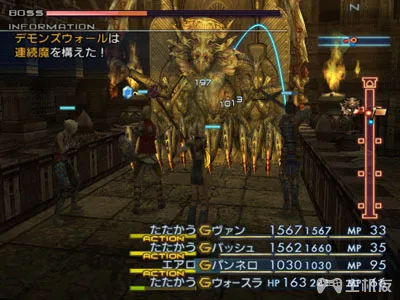 BOSS
N
INFORMATION
デモンズウォールは
連続魔を構えた！
Go
197
1013
たたかう Gヴァン 1567 1567 MP 33
ACTION
たたかう Gバッシュ 1562 1660 MP 35
ACTION
エアロ Gパンネロ 1030 1030 MP 95
ACTION
たたかう Gウォースラ HP 163